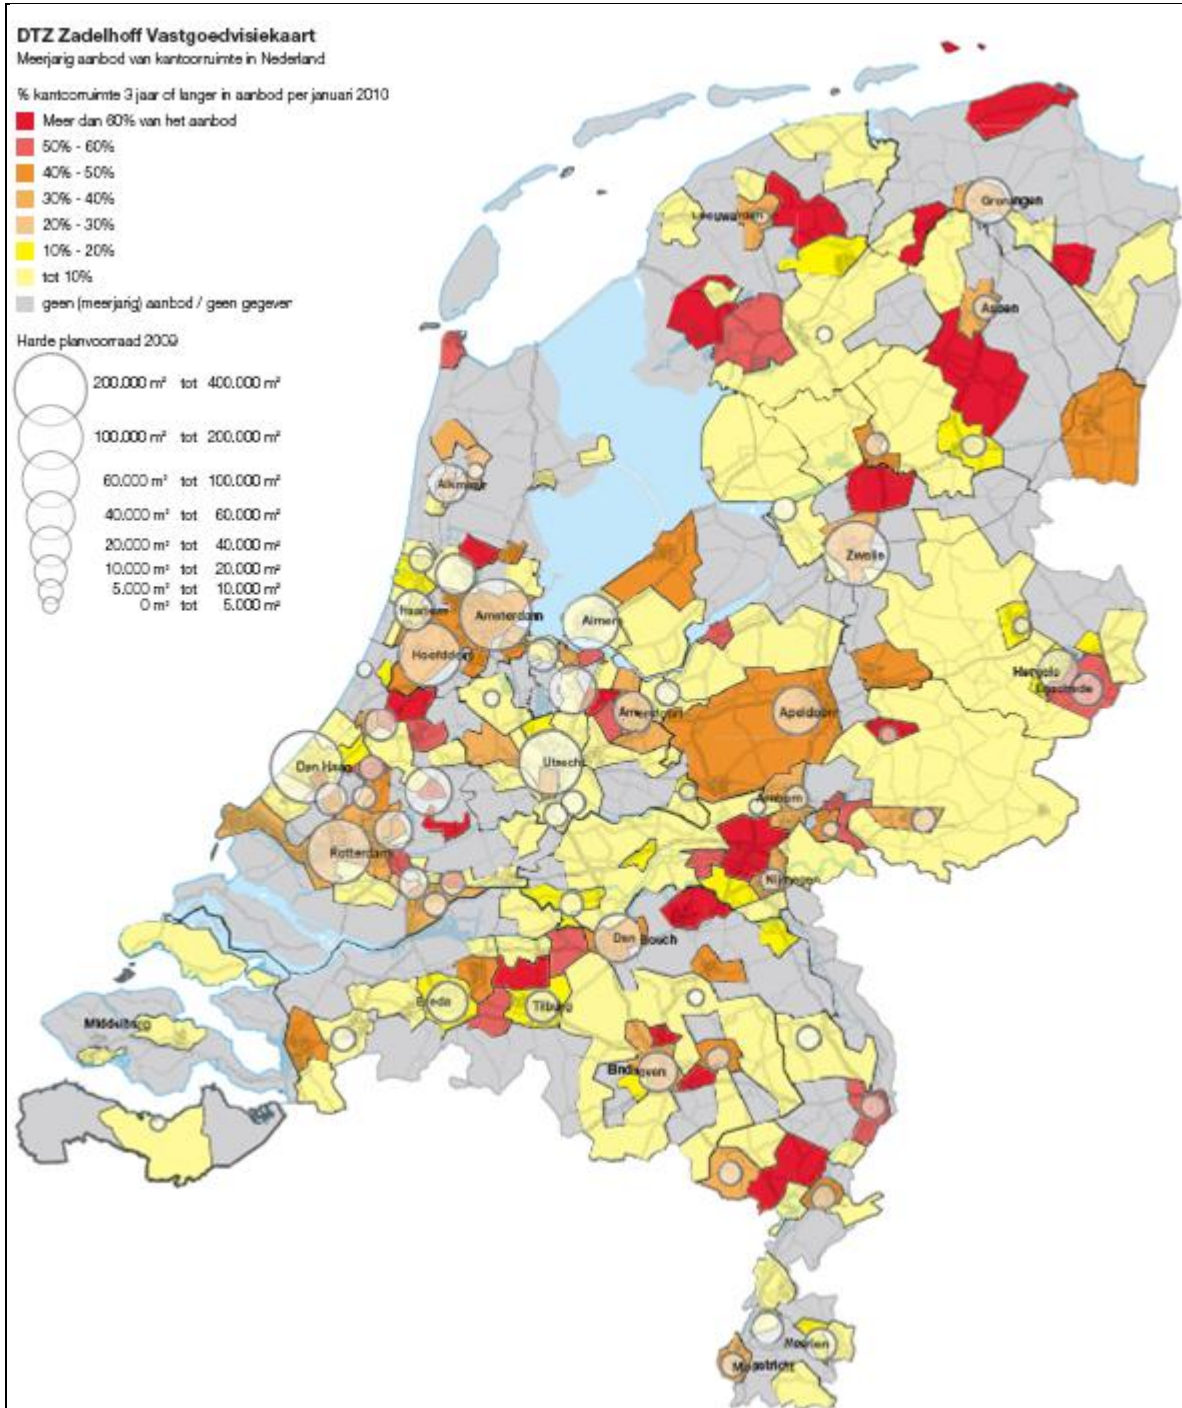 DTZ Zadelhoff Vastgoedvisiekaart
Meerjarig aanbod van kantoorruimte in Nederland
% kantoorruimte 3 jaar of langer in aanbod per januari 2010
Meer dan 60% van het aanbod
50% - 60%
40% - 50%
30% - 40%
20% - 30%
10% - 20%
tot 10%
geen (meerjarig) aanbod / geen gegeven
Harde planvoorraad 2009
200.000 m² tot 400.000 m²
100.000 m² tot 200.000 m²
60.000 m² tot 100.000 m²
40.000 m² tot 60.000 m²
20.000 m² tot 40.000 m²
10.000 m² tot 20.000 m²
5.000 m² tot 10.000 m²
0 m² tot 5.000 m²
Groningen
Leeuwarden
Assen
Alkmaar
Zwolle
Haarlem
Amsterdam
Almere
Hoofddorp
Hengelo
Enschede
Amersfoort
Apeldoorn
Den Haag
Utrecht
Arnhem
Rotterdam
Nijmegen
Den Bosch
Breda
Tilburg
Middelburg
Eindhoven
Heerlen
Maastricht